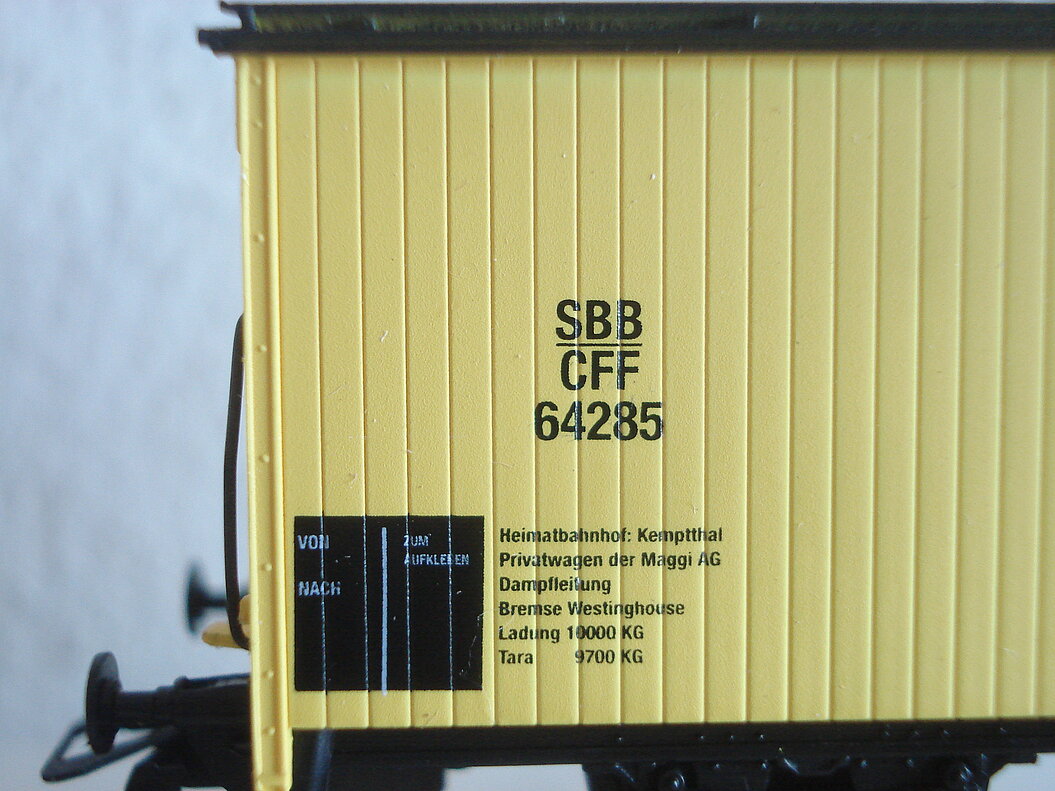 SBB
CFF
64285
VON
NACH
ZUM
AUFKLEBEN
Heimatbahnhof: Kemptthal
Privatwagen der Maggi AG
Dampfleitung
Bremse Westinghouse
Ladung 10000 KG
Tara 9700 KG